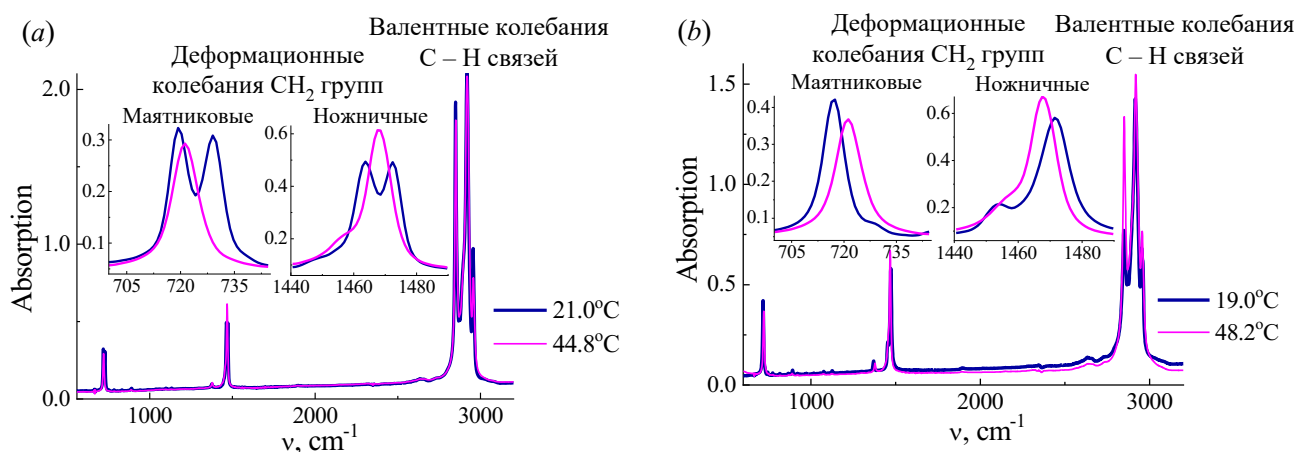 (a)
Валентные колебания
C – H связей
Деформационные
колебания CH2 групп
Маятниковые
Ножничные
2.0
1.0
0.0
Absorption
0.3
0.2
0.1
705
720
735
0.6
0.4
0.2
1440
1460
1480
21.0°C
44.8°C
1000
2000
3000
ν, cm-1
(b)
Деформационные
колебания CH2 групп
Валентные колебания
C – H связей
Маятниковые
Ножничные
1.5
1.0
0.5
0.0
Absorption
0.4
0.3
0.2
0.1
705
720
735
0.6
0.4
0.2
1440
1460
1480
19.0°C
48.2°C
1000
2000
3000
ν, cm-1